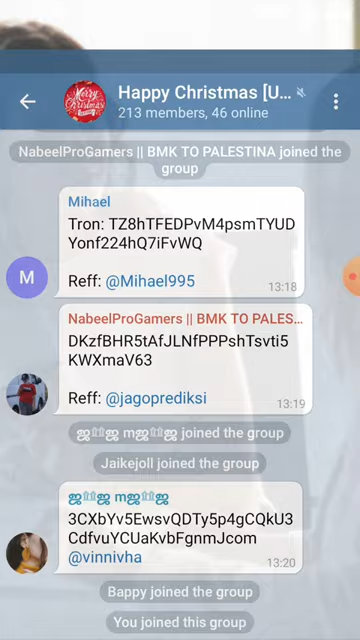 Happy Christmas [U...
213 members, 46 online
NabeelProGamers || BMK TO PALESTINA joined the
group
Mihael
Tron: TZ8hTFEDPvM4psmTYUD
Yonf224hQ7iFvWQ
Reff: @Mihael995
13:18
M
NabeelProGamers || BMK TO PALES...
DKzfBHR5tAfJLNfPPPshTsvti5
KWXmaV63
Reff: @jagoprediksi
13:19
joined the group
Jaikejoll joined the group
3CXbYv5EwsvQDTy5p4gCQkU3
CdfvuYCUaKvbFgnmJcom
@vinnivha
13:20
Bappy joined the group
You joined this group